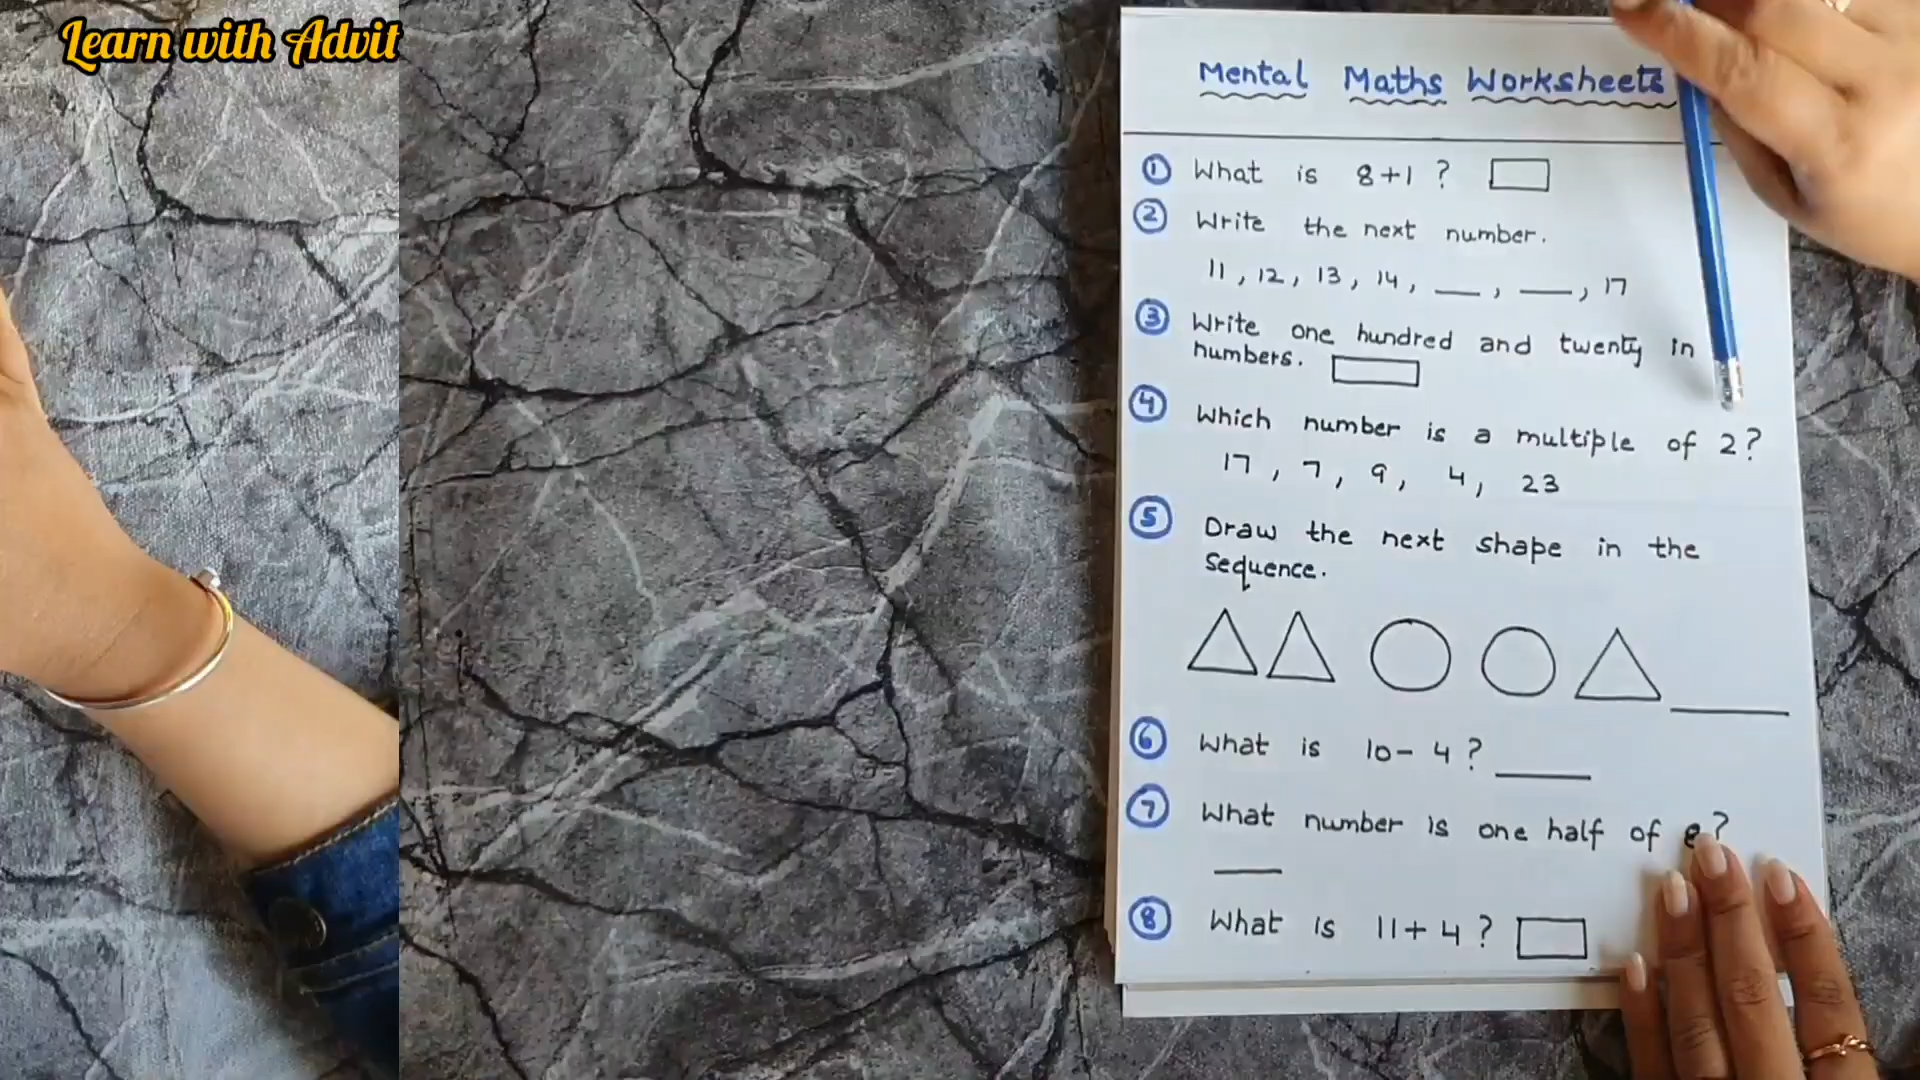 Learn with Advit
Mental Maths Worksheets
① What is 8+1?
② Write the next number.
11, 12, 13, 14, __, __, 17
③ Write one hundred and twenty in
numbers.
④ Which number is a multiple of 2?
17, 7, 9, 4, 23
⑤ Draw the next shape in the
sequence.
⑥ What is 10-4? __
⑦ What number is one half of ?
__
⑧ What is 11+4?